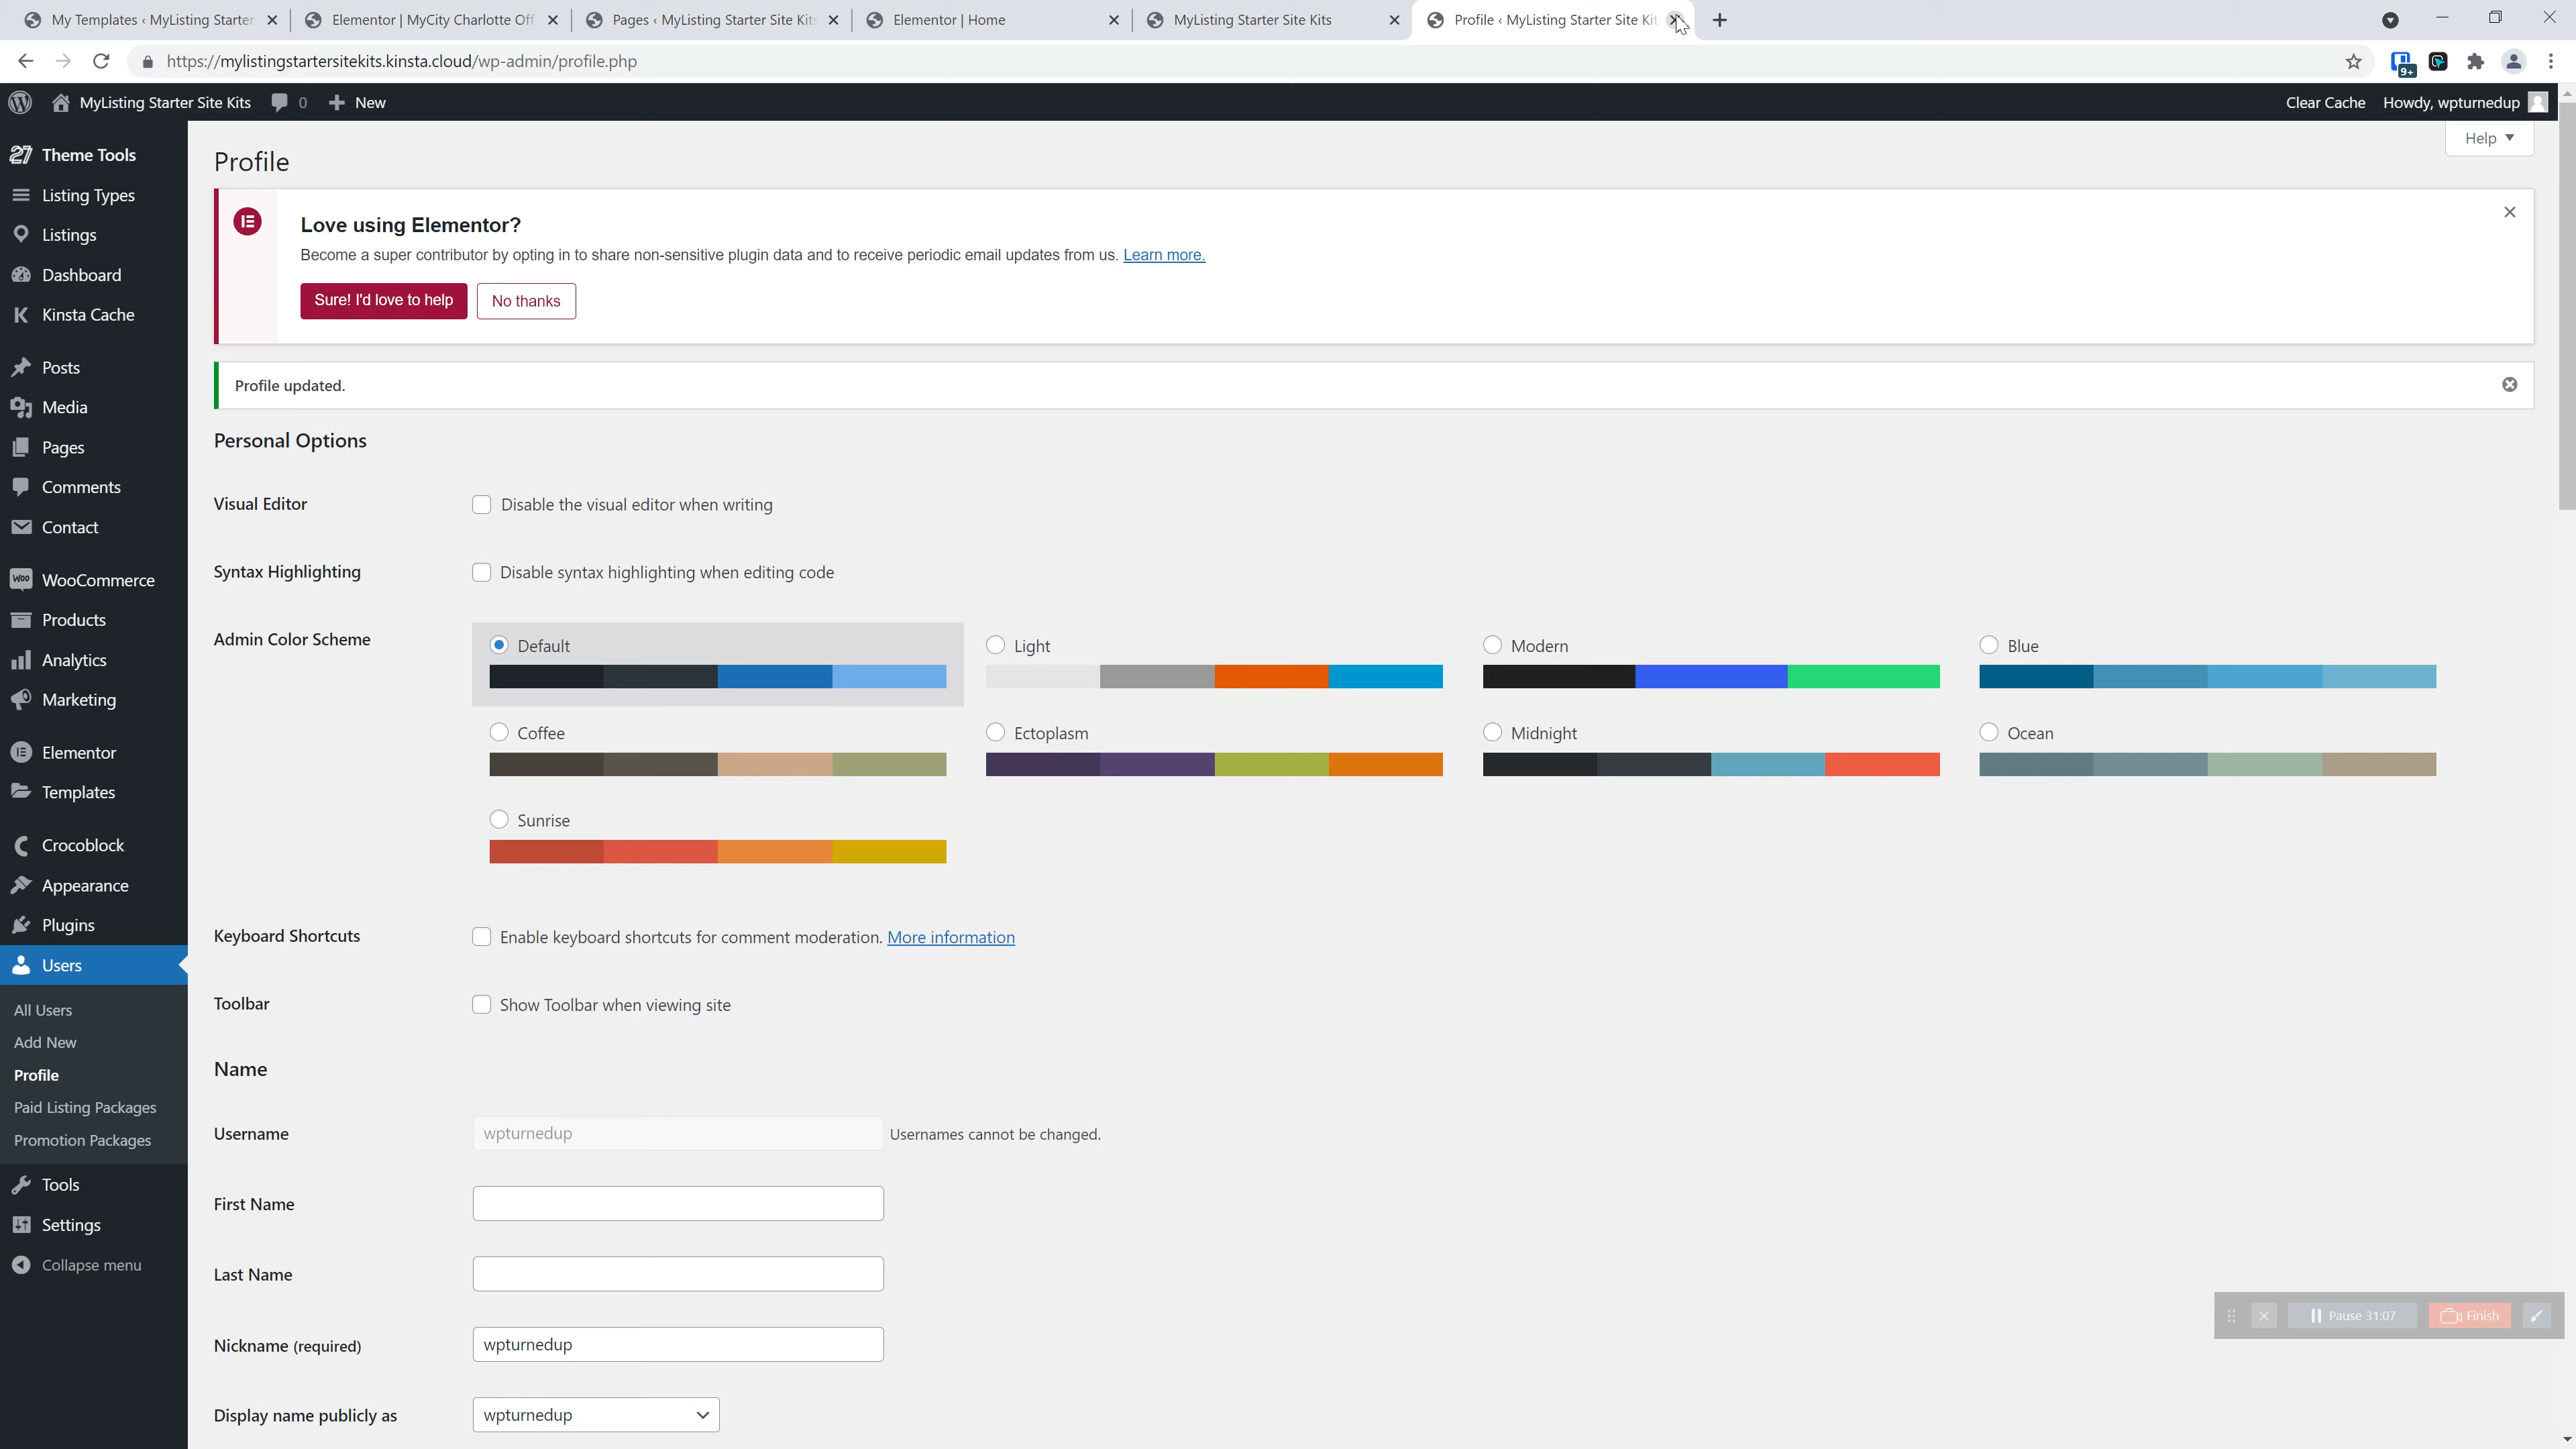 My Templates ‹ MyListing Starter
Elementor | MyCity Charlotte Off
Pages ‹ MyListing Starter Site Kits
Elementor | Home
MyListing Starter Site Kits
Profile ‹ MyListing Starter Site Kit
https://mylistingstartersitekits.kinsta.cloud/wp-admin/profile.php
9+
MyListing Starter Site Kits
0
New
Clear Cache
Howdy, wpturnedup
27 Theme Tools
Listing Types
Listings
Dashboard
Kinsta Cache
Posts
Media
Pages
Comments
Contact
Woo WooCommerce
Products
Analytics
Marketing
Elementor
Templates
Crocoblock
Appearance
Plugins
Users
All Users
Add New
Profile
Paid Listing Packages
Promotion Packages
Tools
Settings
Collapse menu
Help
Profile
Love using Elementor?
Become a super contributor by opting in to share non-sensitive plugin data and to receive periodic email updates from us. Learn more.
Sure! I'd love to help
No thanks
Profile updated.
Personal Options
Visual Editor
Disable the visual editor when writing
Syntax Highlighting
Disable syntax highlighting when editing code
Admin Color Scheme
Default
Light
Modern
Blue
Coffee
Ectoplasm
Midnight
Ocean
Sunrise
Keyboard Shortcuts
Enable keyboard shortcuts for comment moderation. More information
Toolbar
Show Toolbar when viewing site
Name
Username
wpturnedup
Usernames cannot be changed.
First Name
Last Name
Nickname (required)
wpturnedup
Display name publicly as
wpturnedup
Pause 31:07
Finish